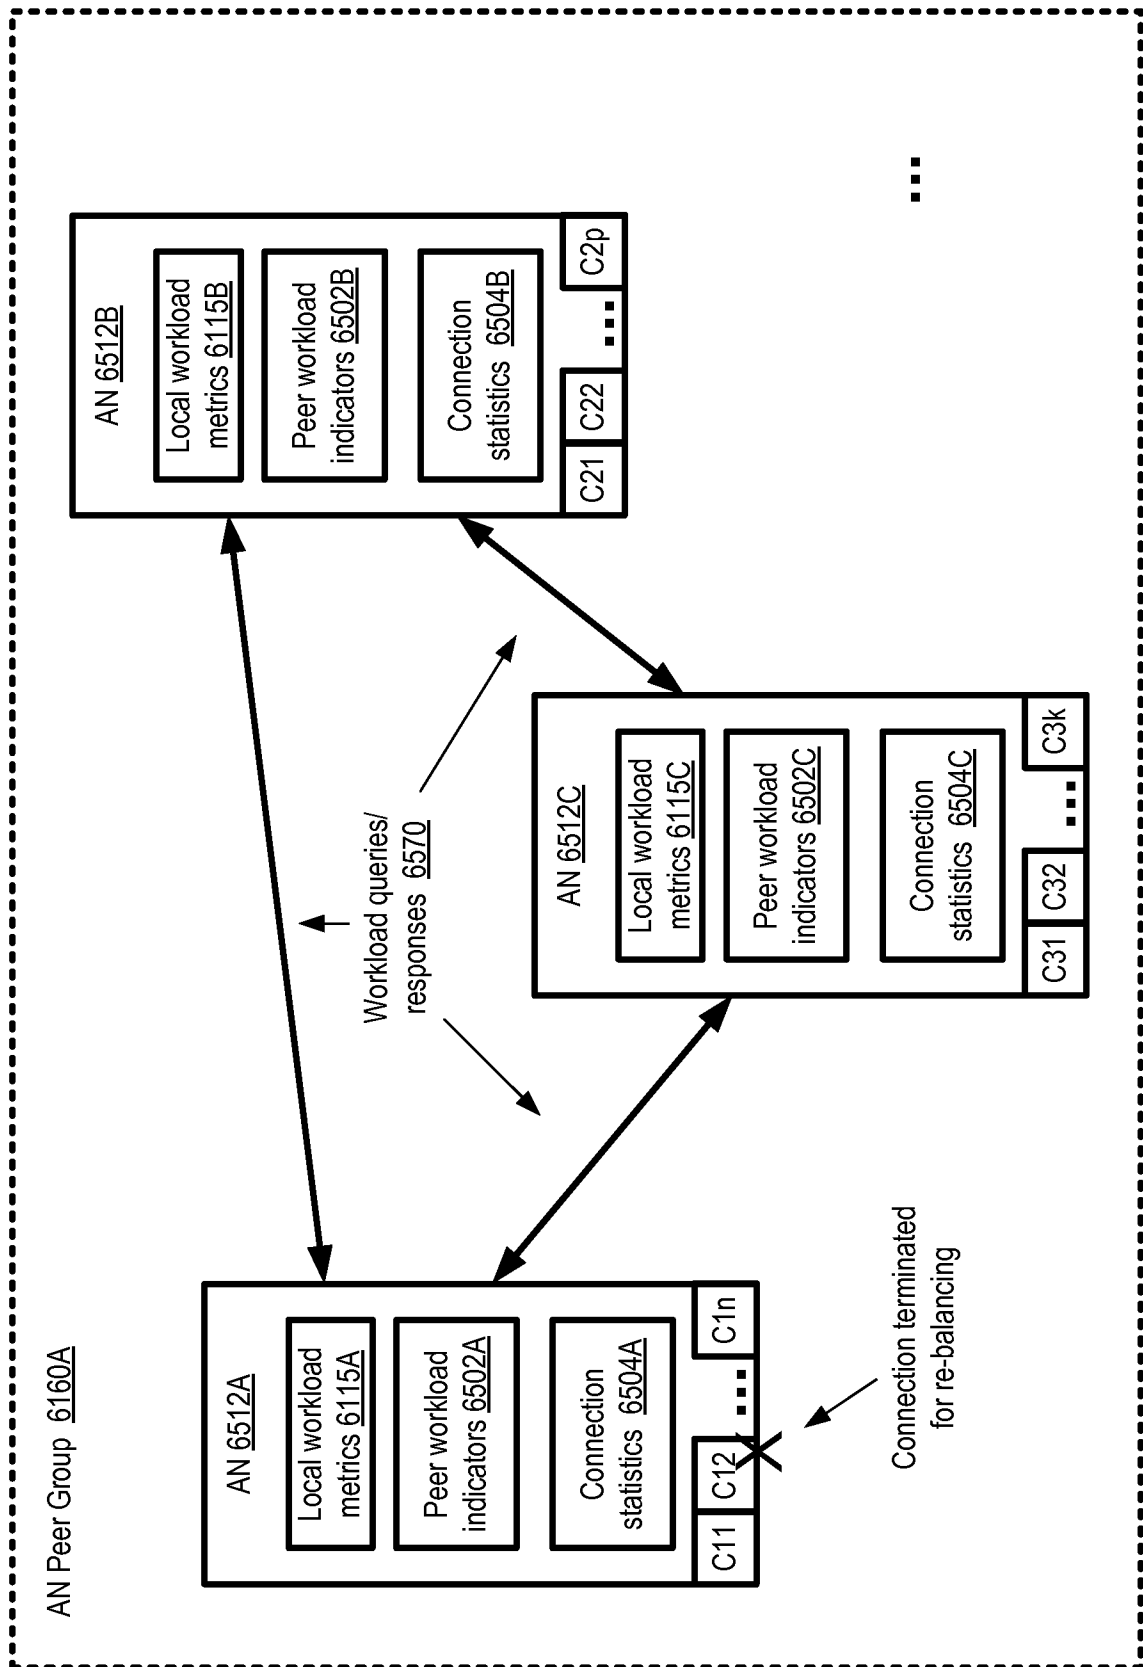 AN Peer Group 6160A
AN 6512A
Local workload
metrics 6115A
Peer workload
indicators 6502A
Connection
statistics 6504A
C11 C12 ... C1n
Connection terminated
for re-balancing
Workload queries/
responses 6570
AN 6512C
Local workload
metrics 6115C
Peer workload
indicators 6502C
Connection
statistics 6504C
C31 C32 ... C3k
AN 6512B
Local workload
metrics 6115B
Peer workload
indicators 6502B
Connection
statistics 6504B
C21 C22 ... C2p
...